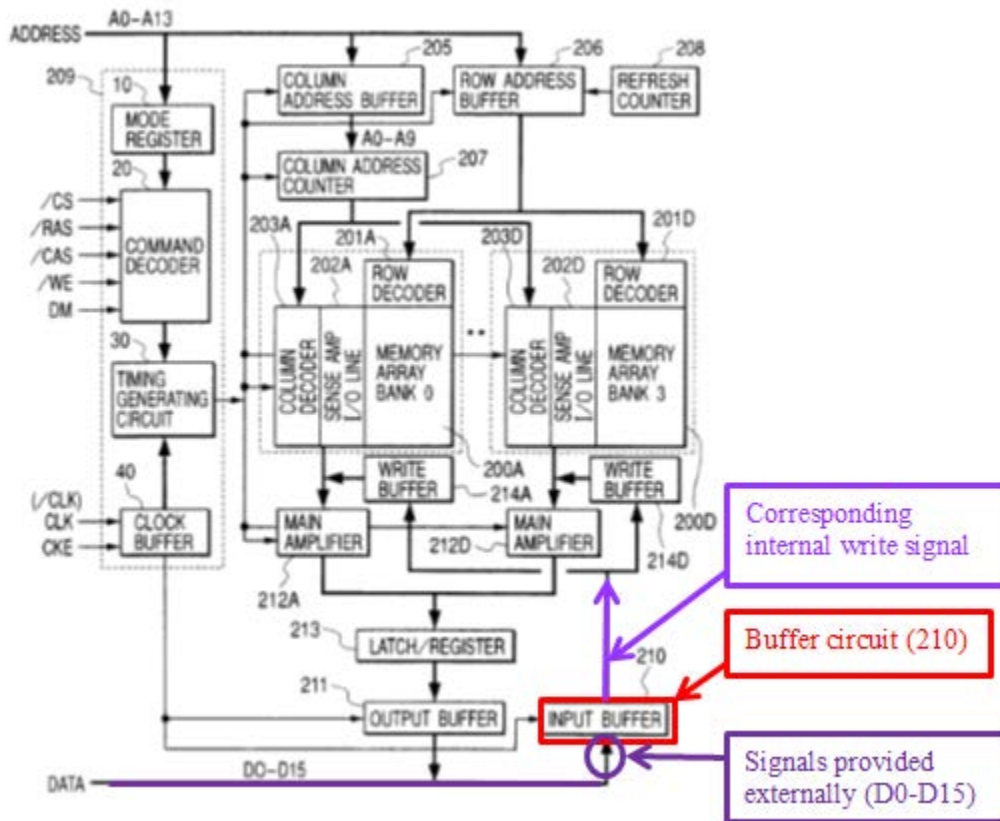 A0-A13
ADDRESS
209
10
MODE
REGISTER
20
/CS
/RAS
/CAS
/WE
DM
COMMAND
DECODER
30
TIMING
GENERATING
CIRCUIT
40
(/CLK)
CLK
CKE
CLOCK
BUFFER
205
COLUMN
ADDRESS BUFFER
206
ROW ADDRESS
BUFFER
208
REFRESH
COUNTER
A0-A9
207
COLUMN ADDRESS
COUNTER
203A
201A
202A
ROW
DECODER
COLUMN
DECODER
SENSE AMP
I/O LINE
MEMORY
ARRAY
BANK 0
200A
203D
201D
202D
ROW
DECODER
COLUMN
DECODER
SENSE AMP
I/O LINE
MEMORY
ARRAY
BANK 3
200D
WRITE
BUFFER
214A
WRITE
BUFFER
214D
MAIN
AMPLIFIER
212A
MAIN
AMPLIFIER
212D
213
LATCH/REGISTER
211
OUTPUT BUFFER
210
INPUT BUFFER
DATA
D0-D15
Corresponding
internal write signal
Buffer circuit (210)
Signals provided
externally (D0-D15)